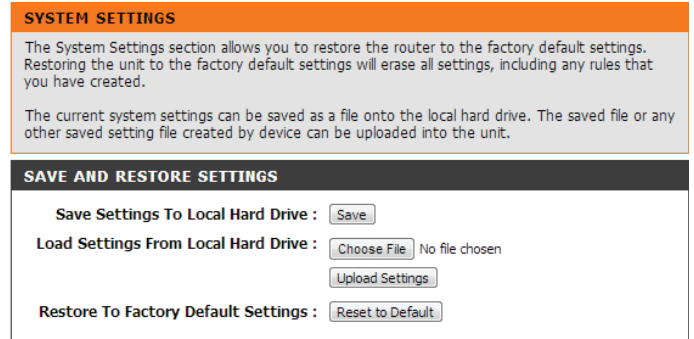 SYSTEM SETTINGS
The System Settings section allows you to restore the router to the factory default settings.
Restoring the unit to the factory default settings will erase all settings, including any rules that
you have created.
The current system settings can be saved as a file onto the local hard drive. The saved file or any
other saved setting file created by device can be uploaded into the unit.
SAVE AND RESTORE SETTINGS
Save Settings To Local Hard Drive : Save
Load Settings From Local Hard Drive : Choose File No file chosen
Upload Settings
Restore To Factory Default Settings : Reset to Default